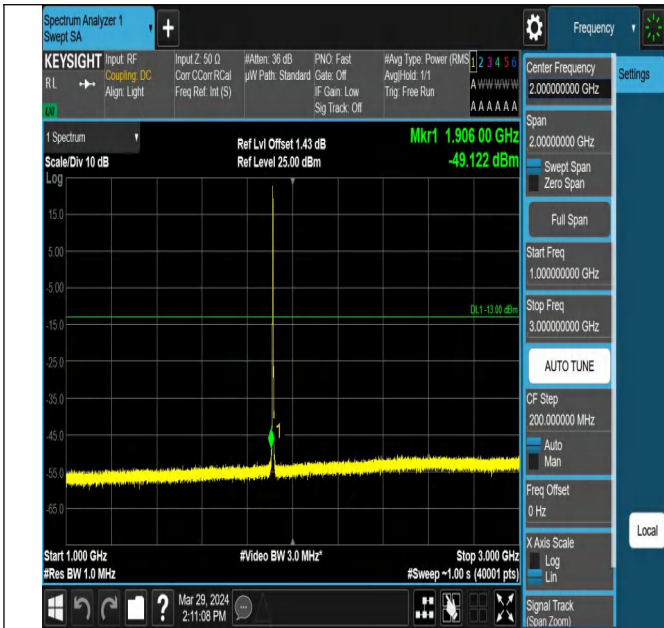 Spectrum Analyzer 1
Swept SA
+
Frequency
KEYSIGHT
RL
LXI
Input: RF
Coupling: DC
Align: Light
Input Z: 50 Ω
Corr CCorr RCal
Freq Ref: Int (S)
#Atten: 36 dB
µW Path: Standard
PNO: Fast
Gate: Off
IF Gain: Low
Sig Track: Off
#Avg Type: Power (RMS
Avg|Hold: 1/1
Trig: Free Run
1 2 3 4 5 6
A W W W W W
A A A A A A
1 Spectrum
Scale/Div 10 dB
Log
Ref Lvl Offset 1.43 dB
Ref Level 25.00 dBm
Mkr1 1.906 00 GHz
-49.122 dBm
15.0
5.00
-5.00
DL1 -13.00 dBm
-15.0
-25.0
-35.0
-45.0
1
-55.0
-65.0
Start 1.000 GHz
#Res BW 1.0 MHz
#Video BW 3.0 MHz*
Stop 3.000 GHz
#Sweep ~1.00 s (40001 pts)
?
Mar 29, 2024
2:11:08 PM
Center Frequency
2.00000000 GHz
Settings
Span
2.00000000 GHz
Swept Span
Zero Span
Full Span
Start Freq
1.000000000 GHz
Stop Freq
3.000000000 GHz
AUTO TUNE
CF Step
200.000000 MHz
Auto
Man
Freq Offset
0 Hz
X Axis Scale
Log
Lin
Local
Signal Track
(Span Zoom)